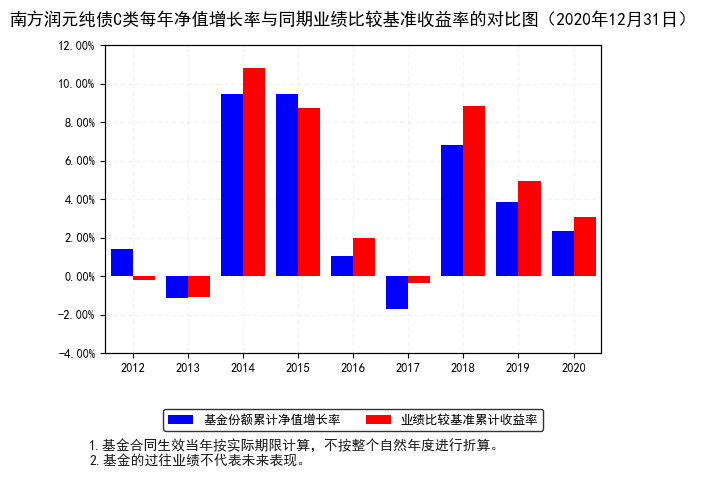 南方润元纯债C类每年净值增长率与同期业绩比较基准收益率的对比图（2020年12月31日）
12.00%
10.00%
8.00%
6.00%
4.00%
2.00%
0.00%
-2.00%
-4.00%
2012 2013 2014 2015 2016 2017 2018 2019 2020
基金份额累计净值增长率 业绩比较基准累计收益率
1.基金合同生效当年按实际期限计算，不按整个自然年度进行折算。
2.基金的过往业绩不代表未来表现。